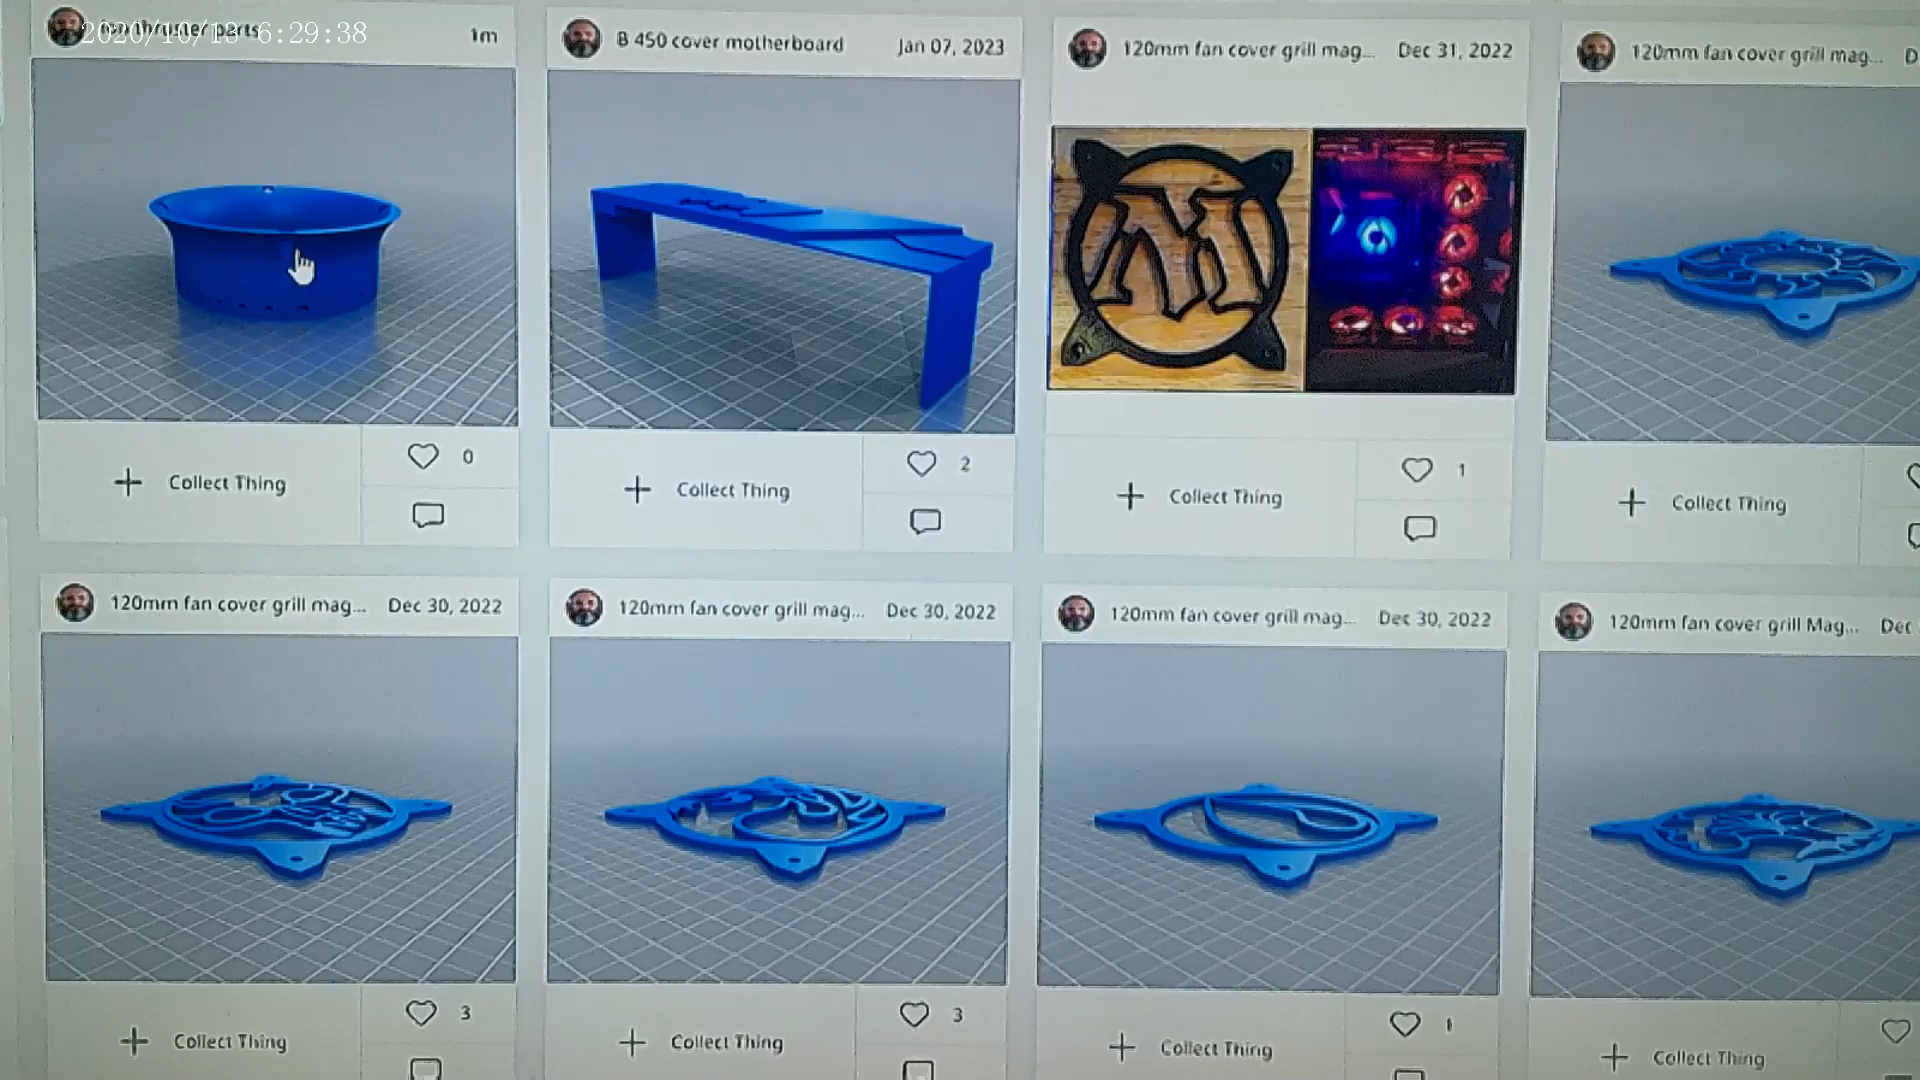 ion thruster parts 1m
2020/10/13 6:29:38
B 450 cover motherboard Jan 07, 2023
120mm fan cover grill mag... Dec 31, 2022
120mm fan cover grill mag... D
Collect Thing 0
Collect Thing 2
Collect Thing 1
Collect Thing
120mm fan cover grill mag... Dec 30, 2022
120mm fan cover grill mag... Dec 30, 2022
120mm fan cover grill mag... Dec 30, 2022
120mm fan cover grill Mag... Dec
Collect Thing 3
Collect Thing 3
Collect Thing 1
Collect Thing